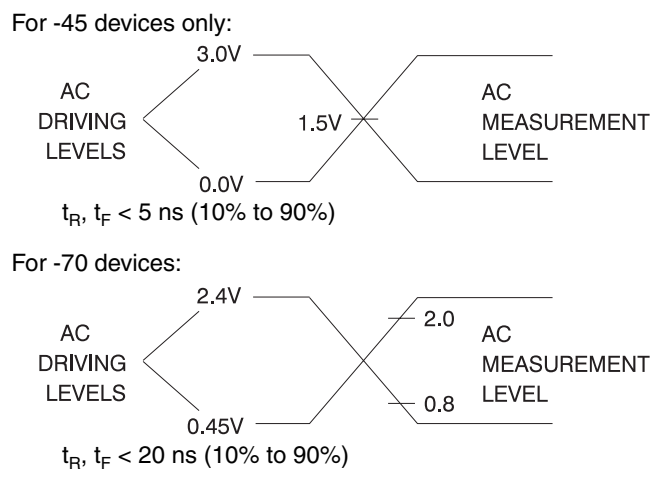 For -45 devices only:
3.0V
AC
DRIVING
LEVELS
1.5V
AC
MEASUREMENT
LEVEL
0.0V
tR, tF < 5 ns (10% to 90%)
For -70 devices:
2.4V
AC
DRIVING
LEVELS
2.0
0.8
AC
MEASUREMENT
LEVEL
0.45V
tR, tF < 20 ns (10% to 90%)